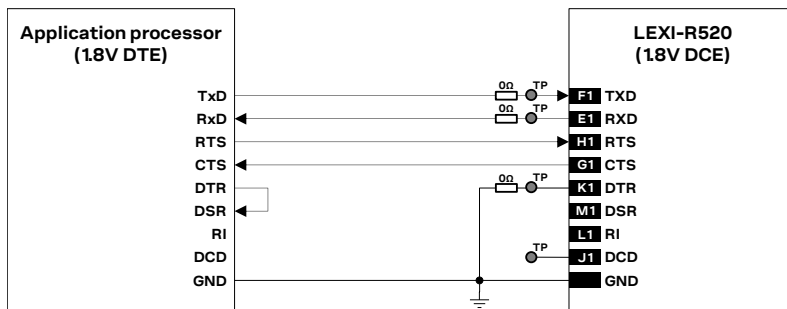 Application processor
(1.8V DTE)
LEXI-R520
(1.8V DCE)
TxD 0Ω TP F1 TXD
RxD 0Ω TP E1 RXD
RTS H1 RTS
CTS G1 CTS
DTR 0Ω TP K1 DTR
DSR M1 DSR
RI L1 RI
DCD TP J1 DCD
GND GND